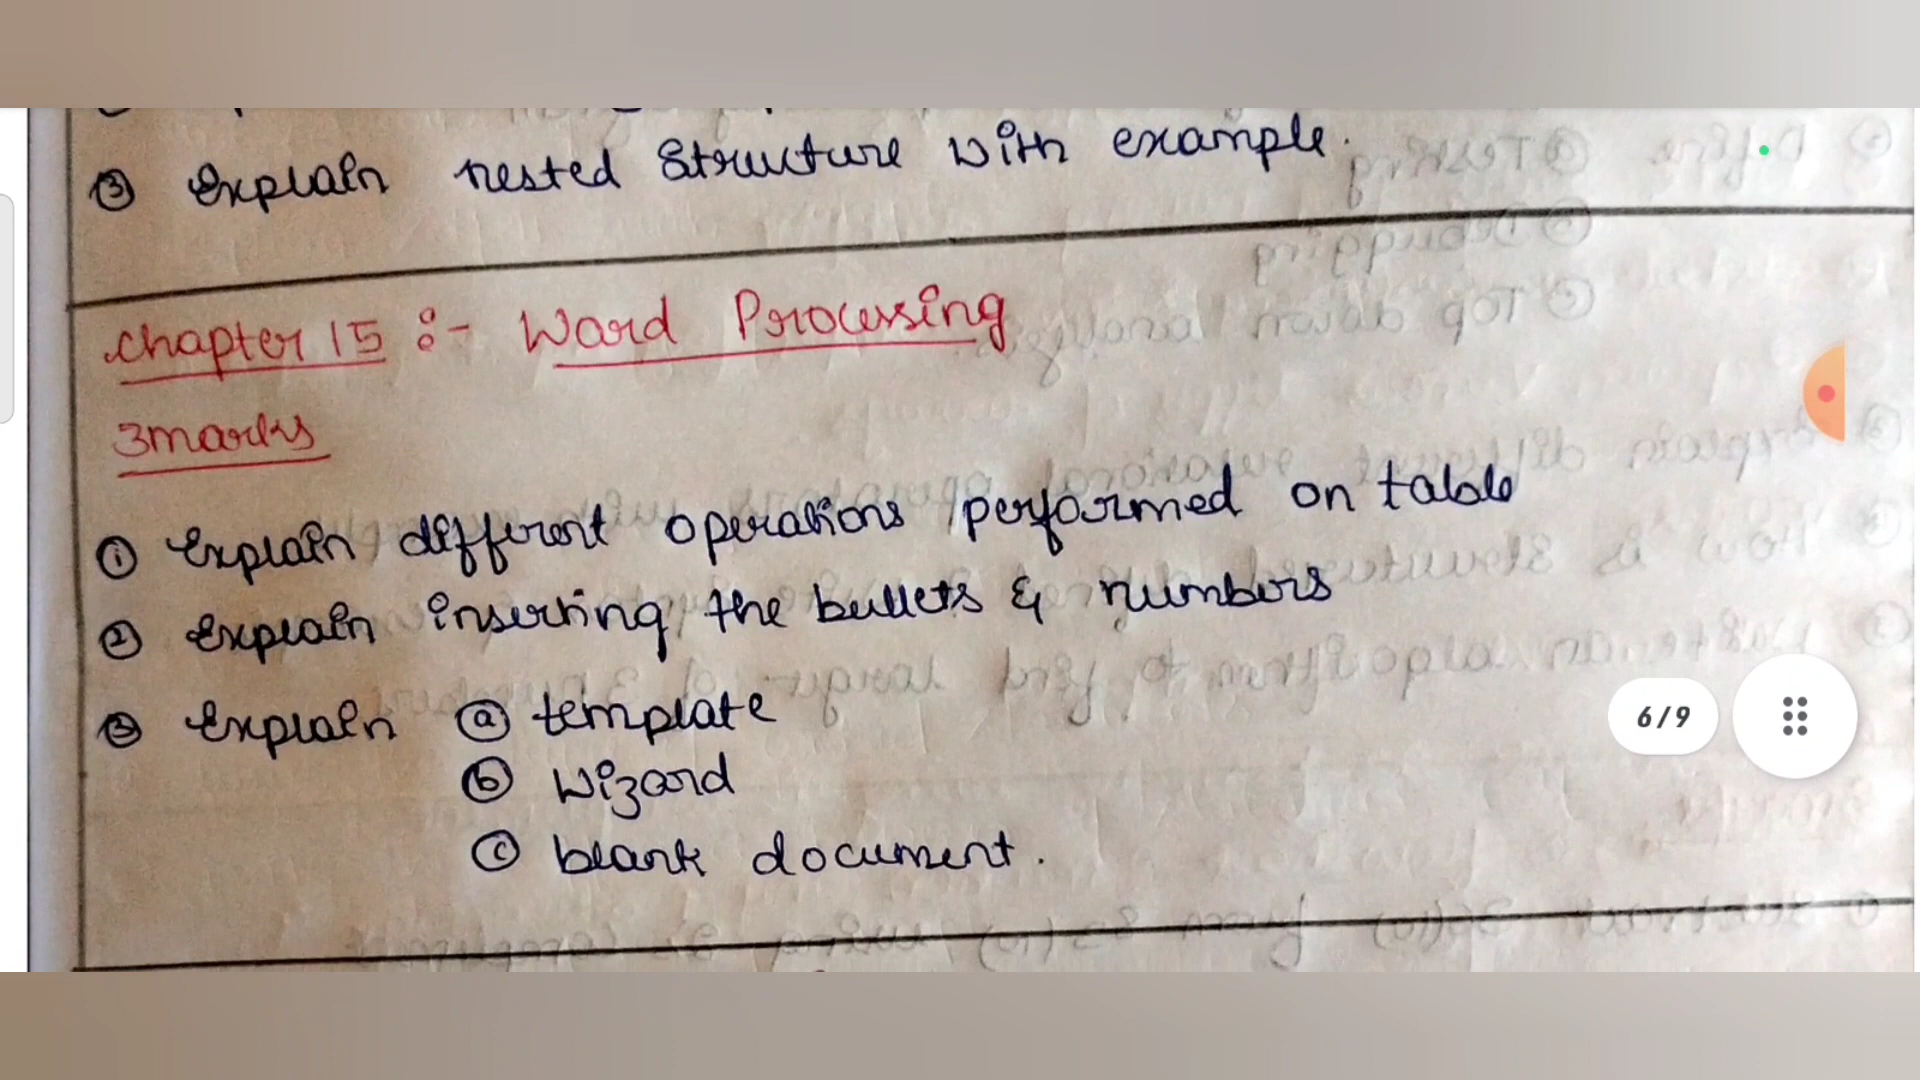 ③ Explain nested Structure with example.
Chapter 15 :- Word Processing
3marks
① Explain different operations performed on table
② Explain inserting the bullets & numbers
③ Explain ⓐ template
ⓑ Wizard
ⓒ blank document.
6/9